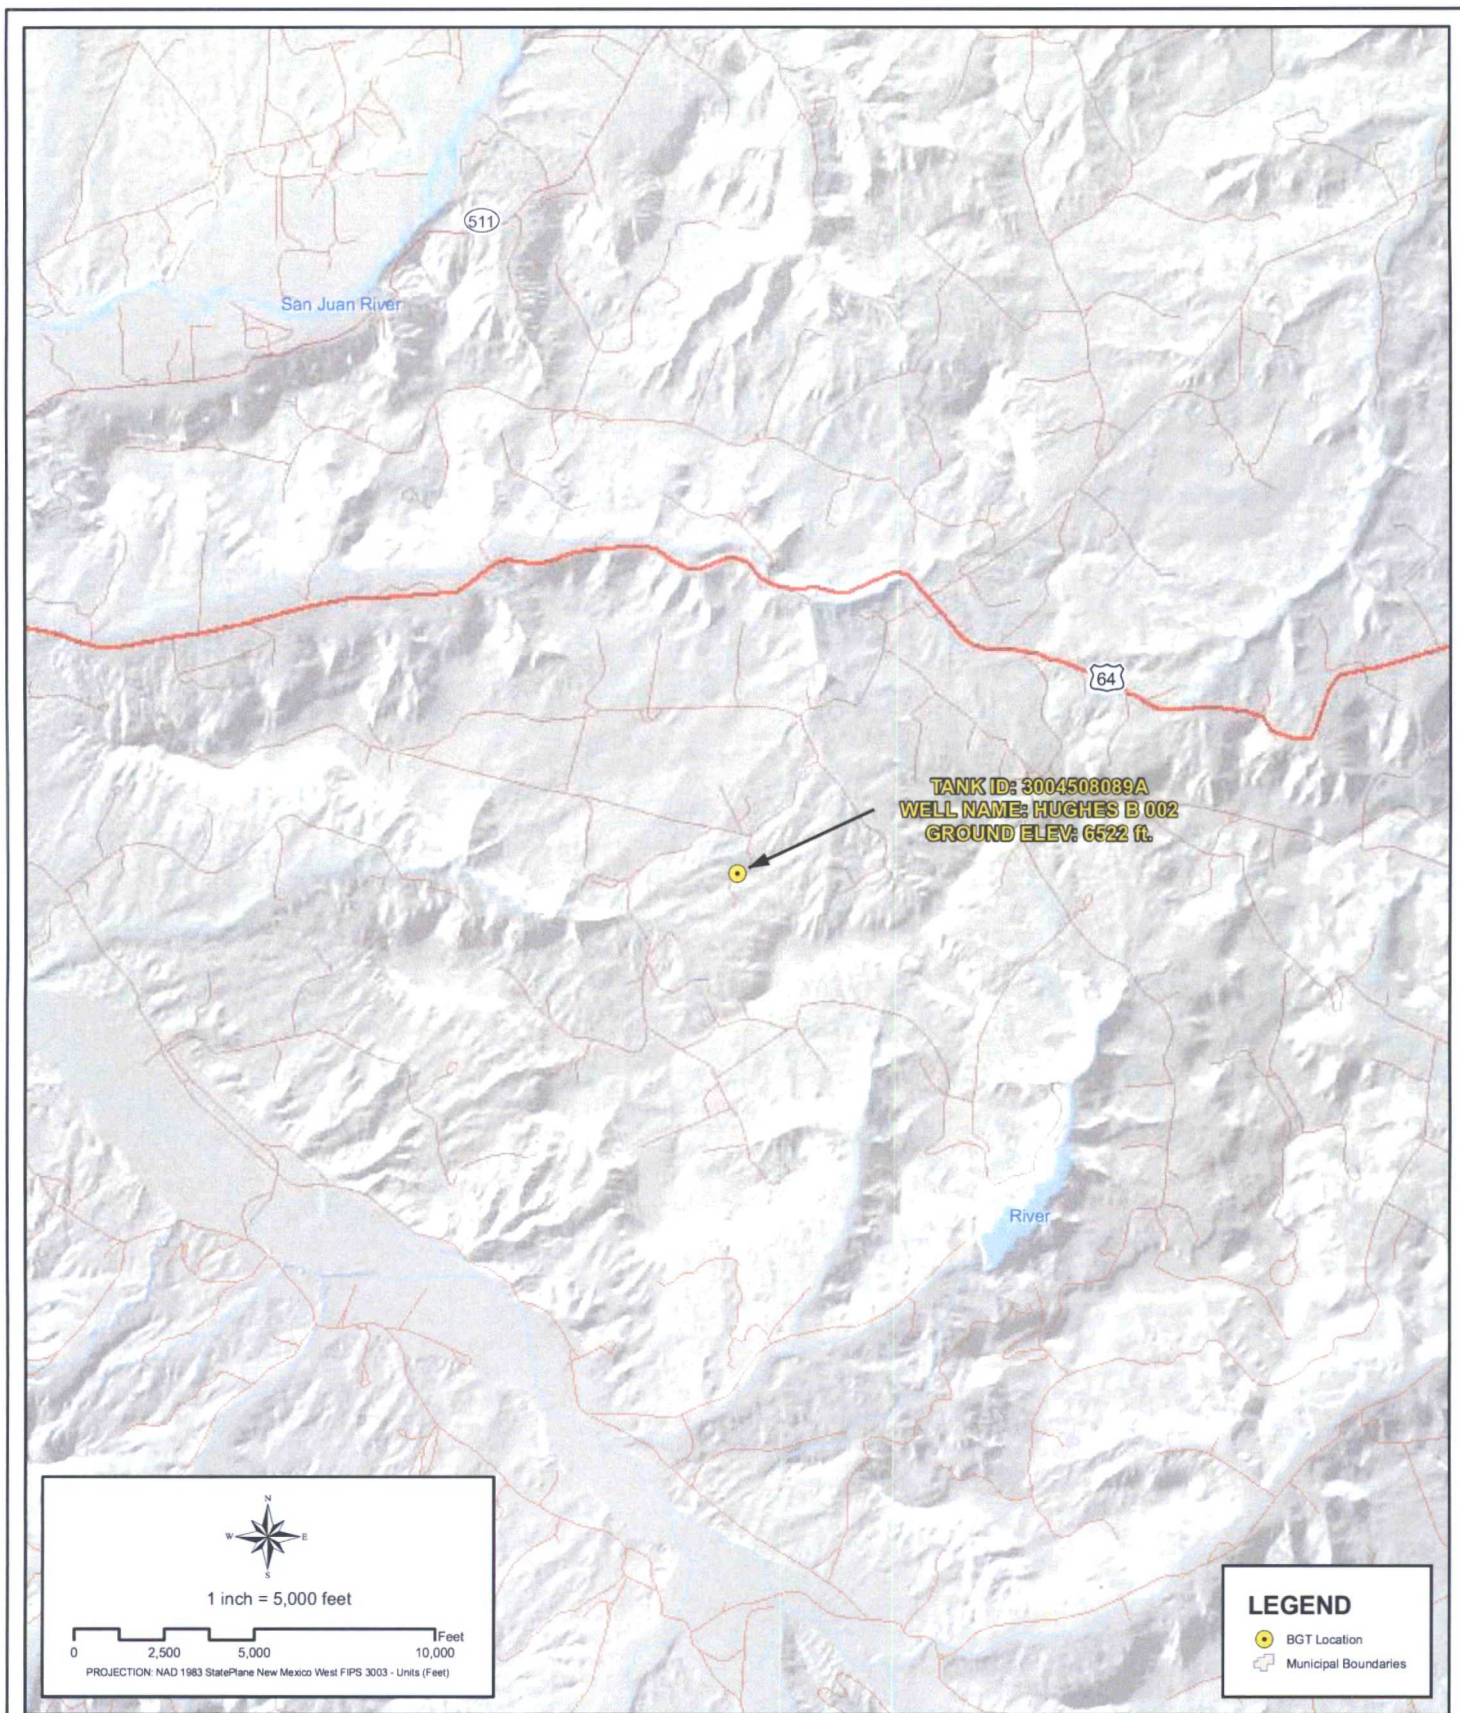 511
San Juan River
64
TANK ID: 3004508089A
WELL NAME: HUGHES B 002
GROUND ELEV: 6522 ft.
River
N
W E
S
1 inch = 5,000 feet
Feet
0 2,500 5,000 10,000
PROJECTION: NAD 1983 StatePlane New Mexico West FIPS 3003 - Units (Feet)
LEGEND
BGT Location
Municipal Boundaries